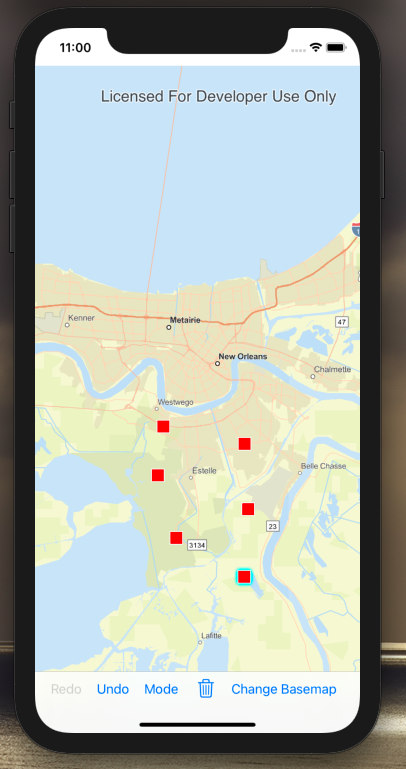 11:00
Licensed For Developer Use Only
Kenner
Metairie
47
New Orleans
Chalmette
Westwego
Estelle
Belle Chasse
23
3134
Lafitte
Redo Undo Mode Change Basemap